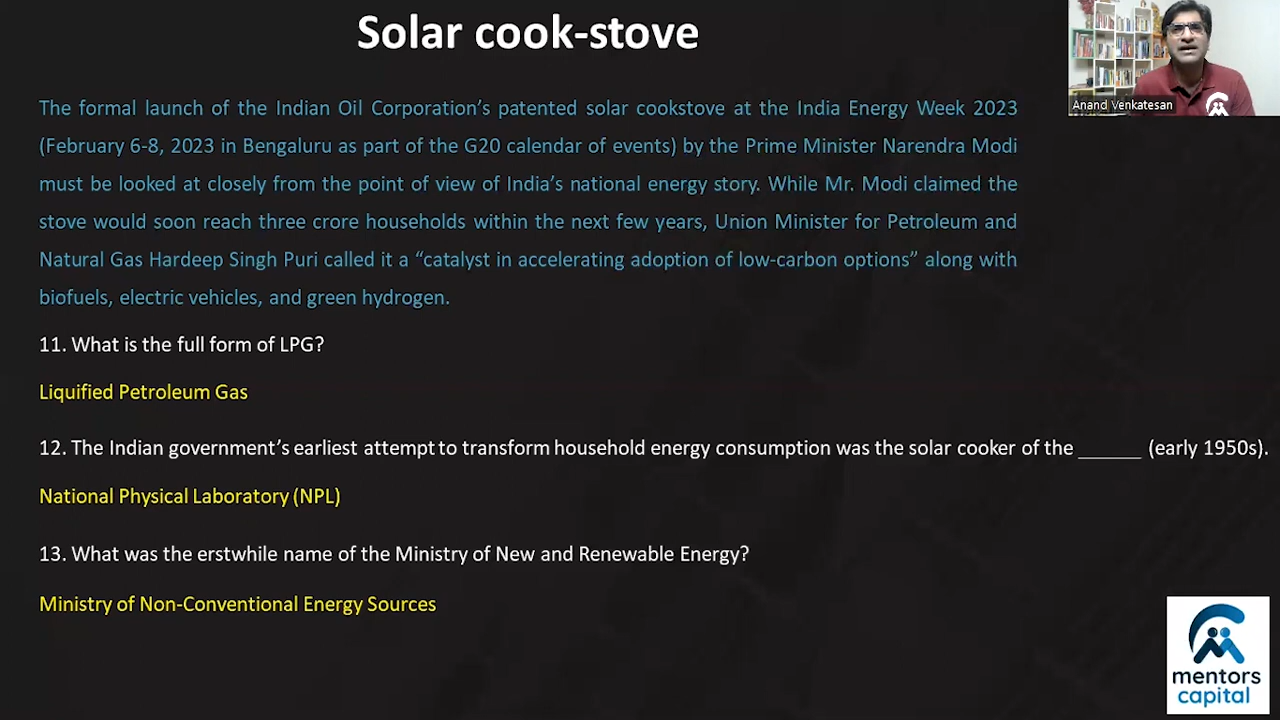 Solar cook-stove
Anand Venkatesan
The formal launch of the Indian Oil Corporation's patented solar cookstove at the India Energy Week 2023
(February 6-8, 2023 in Bengaluru as part of the G20 calendar of events) by the Prime Minister Narendra Modi
must be looked at closely from the point of view of India's national energy story. While Mr. Modi claimed the
stove would soon reach three crore households within the next few years, Union Minister for Petroleum and
Natural Gas Hardeep Singh Puri called it a “catalyst in accelerating adoption of low-carbon options” along with
biofuels, electric vehicles, and green hydrogen.
11. What is the full form of LPG?
Liquified Petroleum Gas
12. The Indian government's earliest attempt to transform household energy consumption was the solar cooker of the ______ (early 1950s).
National Physical Laboratory (NPL)
13. What was the erstwhile name of the Ministry of New and Renewable Energy?
Ministry of Non-Conventional Energy Sources
mentors
capital